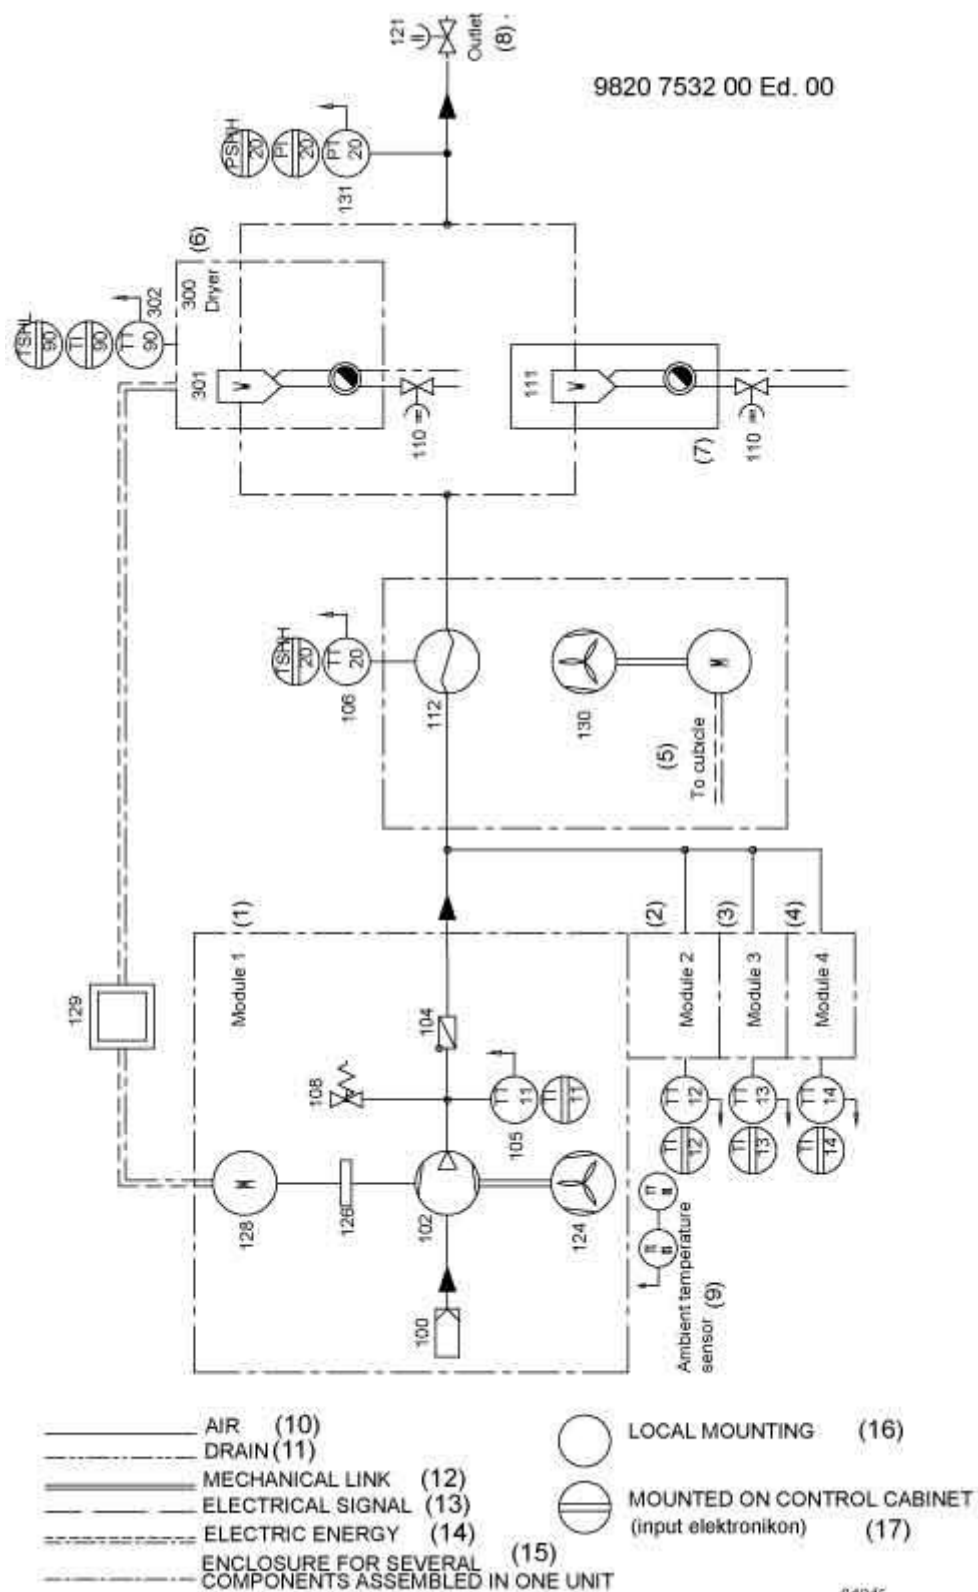 121
Outlet
(8)
9820 7532 00 Ed. 00
20
PI
20
PT
20
131
(6)
300
Dryer
302
TSHL
90
TI
90
TT
90
301
110
111
110
(7)
TSHH
20
TT
20
106
112
130
M
To cubicle
(5)
129
Module 1
(1)
(2)
Module 2
(3)
Module 3
(4)
Module 4
104
108
TT
11
TI
11
105
TT
12
TI
12
TT
13
TI
13
TT
14
TI
14
M
128
126
102
124
100
Ambient temperature
sensor (9)
AIR (10)
DRAIN (11)
MECHANICAL LINK (12)
ELECTRICAL SIGNAL (13)
ELECTRIC ENERGY (14)
ENCLOSURE FOR SEVERAL (15)
COMPONENTS ASSEMBLED IN ONE UNIT
LOCAL MOUNTING (16)
MOUNTED ON CONTROL CABINET
(input elektronikon) (17)